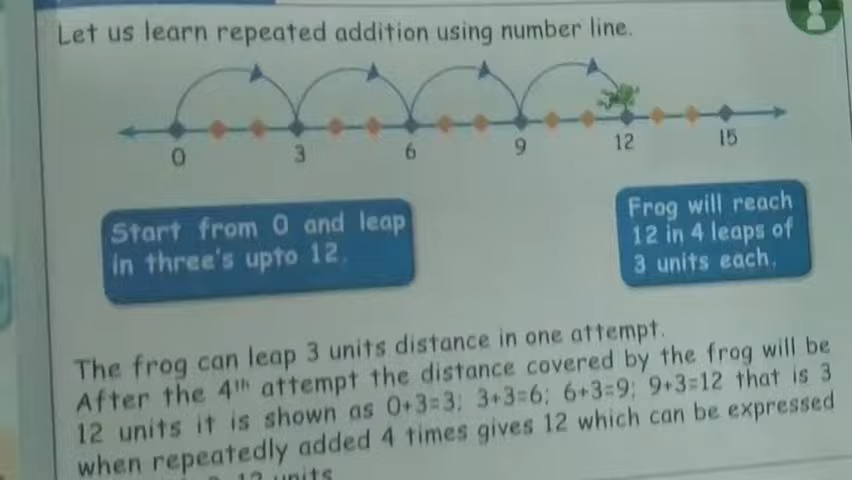 Let us learn repeated addition using number line.
0 3 6 9 12 15
Start from 0 and leap
in three's upto 12.
Frog will reach
12 in 4 leaps of
3 units each.
The frog can leap 3 units distance in one attempt.
After the 4th attempt the distance covered by the frog will be
12 units it is shown as 0+3=3; 3+3=6; 6+3=9; 9+3=12 that is 3
when repeatedly added 4 times gives 12 which can be expressed
12 units